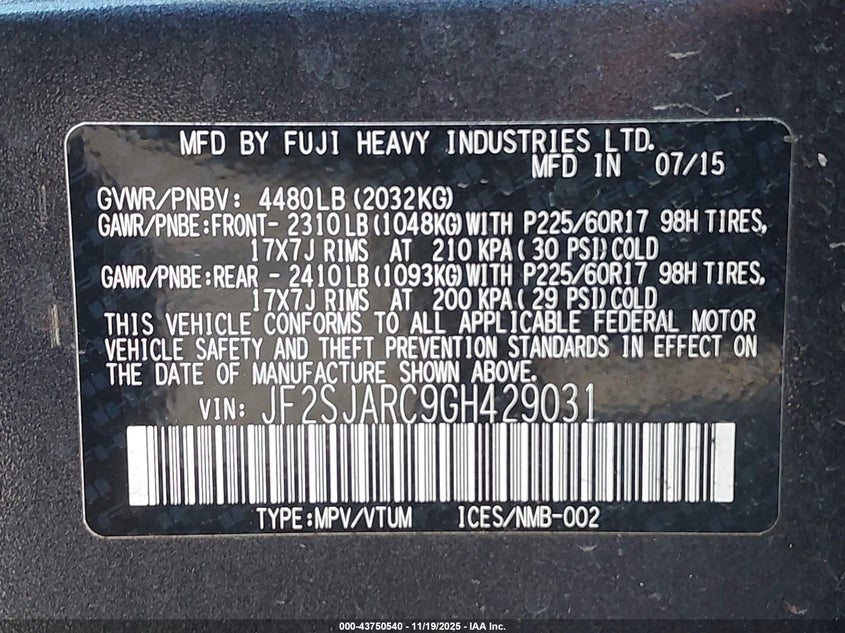 MFD BY FUJI HEAVY INDUSTRIES LTD.
MFD IN 07/15
GVWR/PNBV: 4480LB (2032KG)
GAWR/PNBE:FRONT- 2310LB (1048KG) WITH P225/60R17 98H TIRES,
17X7J RIMS AT 210 KPA ( 30 PSI) COLD
GAWR/PNBE:REAR - 2410LB (1093KG) WITH P225/60R17 98H TIRES,
17X7J RIMS AT 200 KPA ( 29 PSI) COLD
THIS VEHICLE CONFORMS TO ALL APPLICABLE FEDERAL MOTOR
VEHICLE SAFETY AND THEFT PREVENTION STANDARDS IN EFFECT ON
THE DATE OF MANUFACTURE SHOWN ABOVE.
VIN: JF2SJARC9GH429031
TYPE:MPV/VTUM ICES/NMB-002
000-43750540 - 11/19/2025 - IAA Inc.